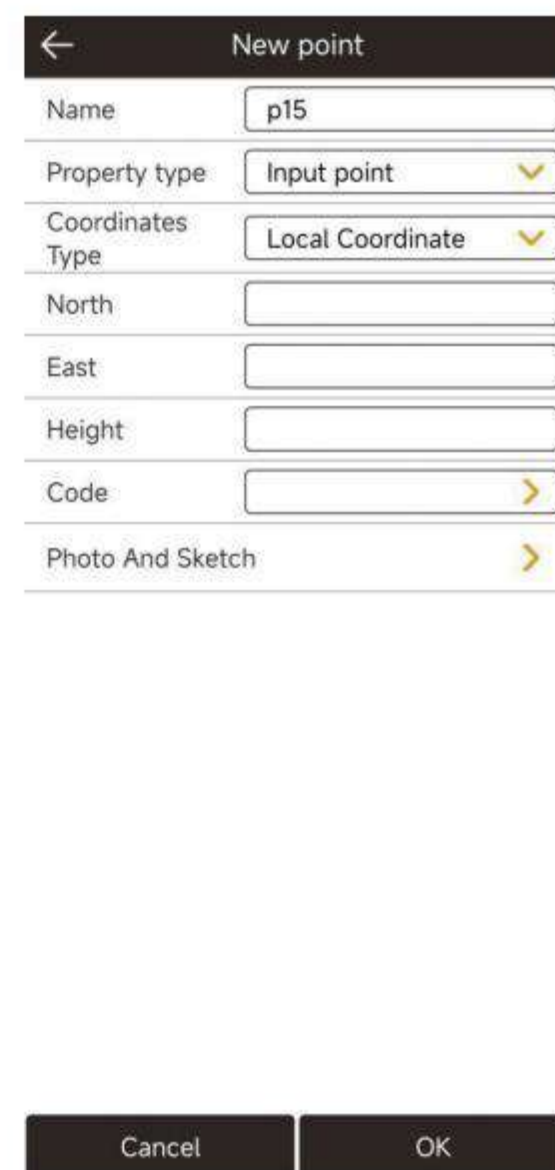 New point
Name p15
Property type Input point
Coordinates
Type Local Coordinate
North
East
Height
Code
Photo And Sketch
Cancel OK